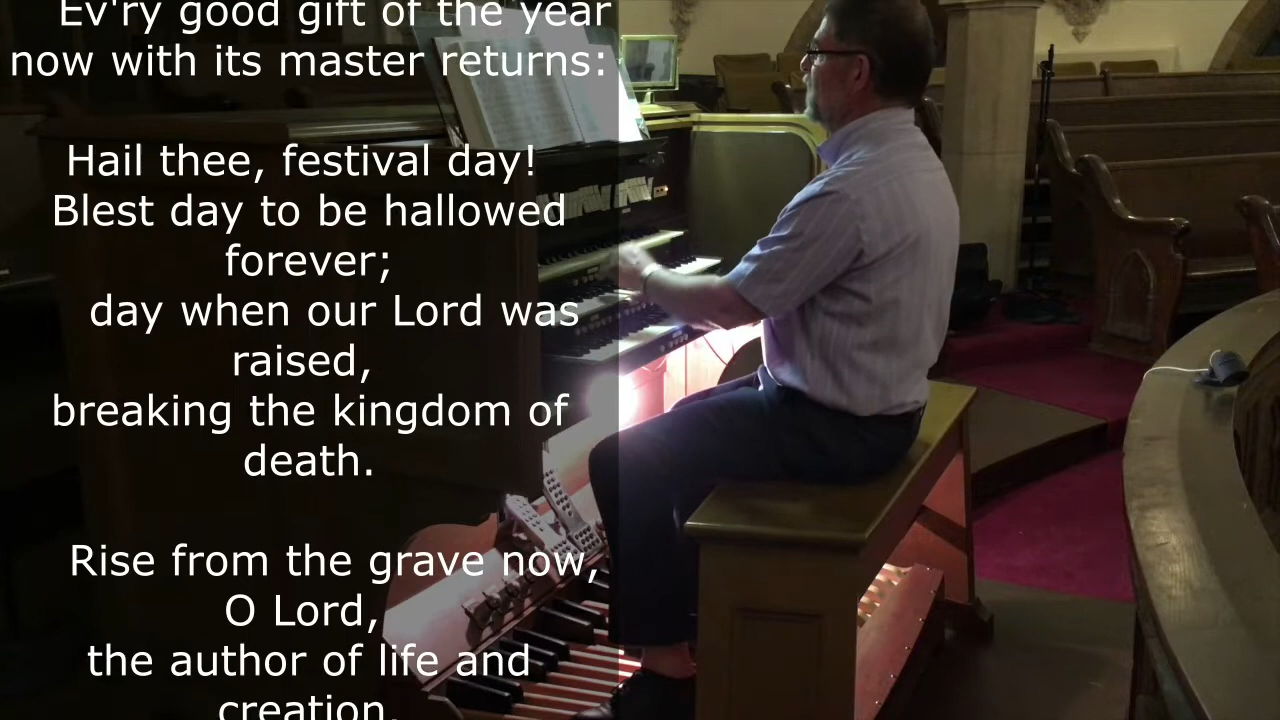 Ev'ry good gift of the year
now with its master returns:
Hail thee, festival day!
Blest day to be hallowed
forever;
day when our Lord was
raised,
breaking the kingdom of
death.
Rise from the grave now,
O Lord,
the author of life and
creation.